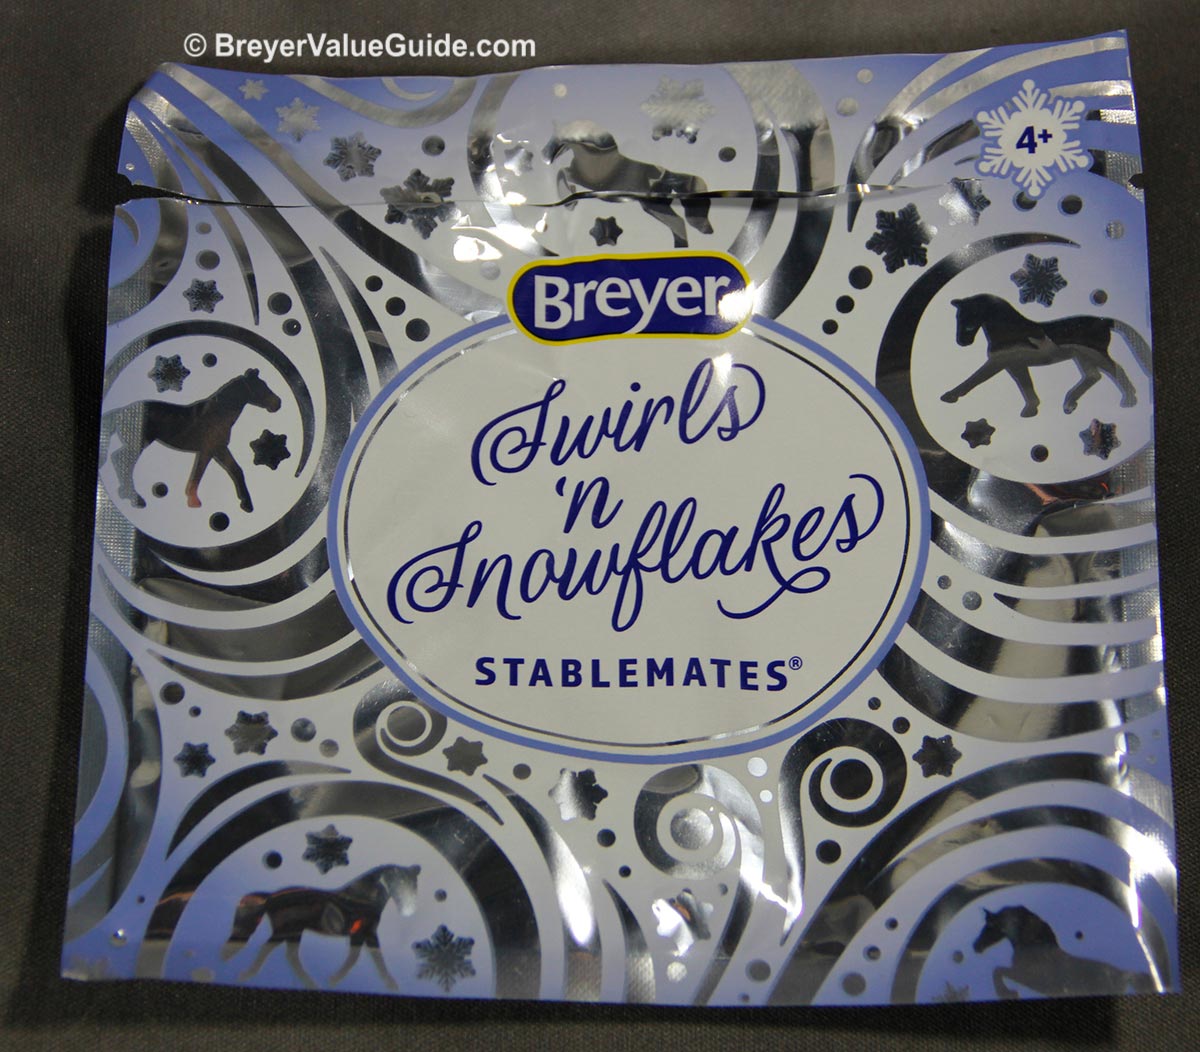 © BreyerValueGuide.com
4+
Breyer
Swirls
'n
Snowflakes
STABLEMATES®